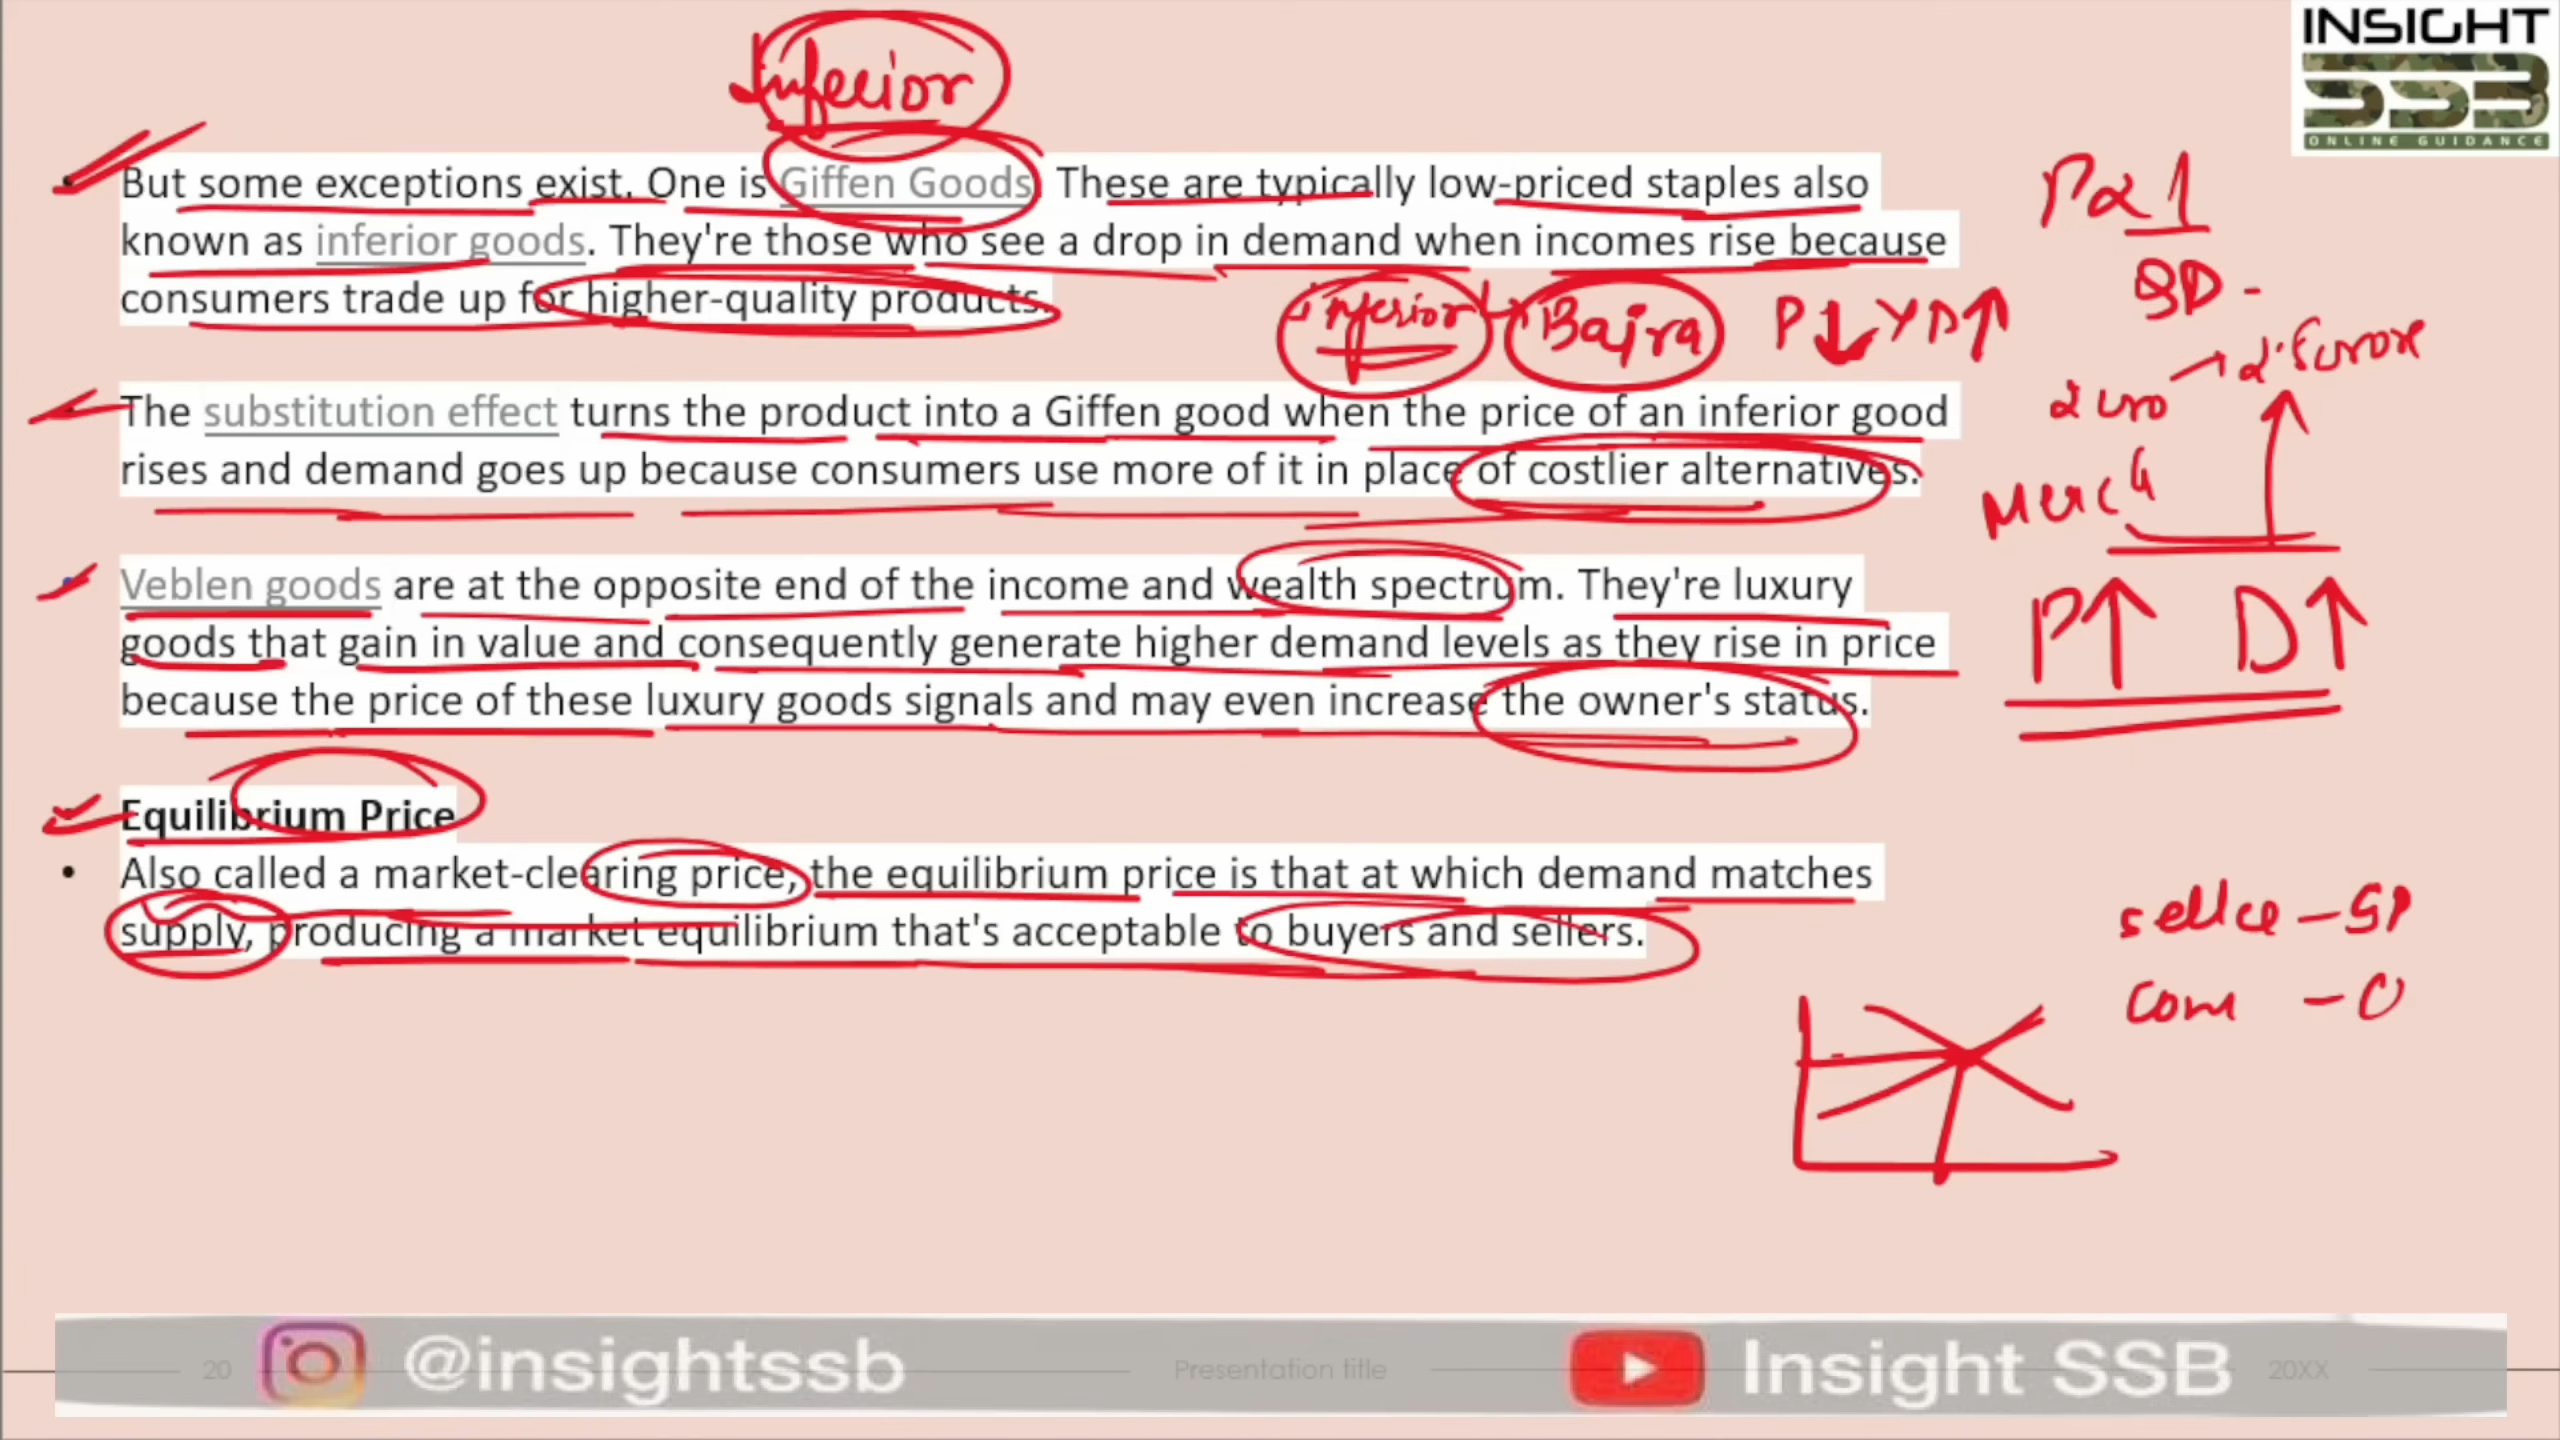 INSIGHT
SSB
ONLINE GUIDANCE
Inferior
But some exceptions exist. One is Giffen Goods. These are typically low-priced staples also
known as inferior goods. They're those who see a drop in demand when incomes rise because
consumers trade up for higher-quality products.
P α 1
QD
Inferior Bajra P↓ D↑
The substitution effect turns the product into a Giffen good when the price of an inferior good
rises and demand goes up because consumers use more of it in place of costlier alternatives.
Merc
Veblen goods are at the opposite end of the income and wealth spectrum. They're luxury
goods that gain in value and consequently generate higher demand levels as they rise in price
because the price of these luxury goods signals and may even increase the owner's status.
P↑ D↑
Equilibrium Price
Also called a market-clearing price, the equilibrium price is that at which demand matches
supply, producing a market equilibrium that's acceptable to buyers and sellers.
20 @insightssb Presentation title Insight SSB 20XX